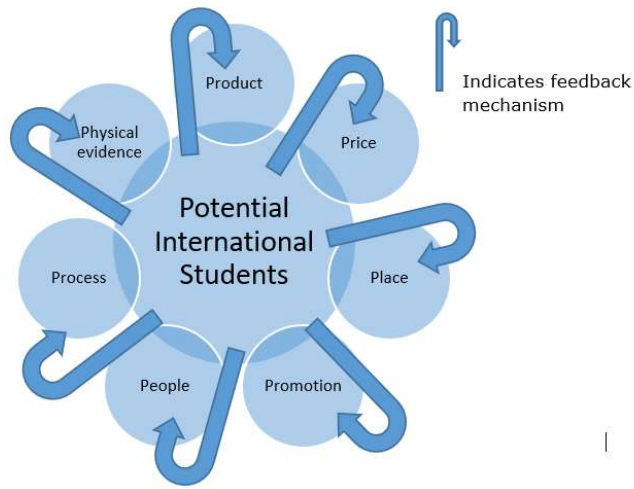 Product
Indicates feedback
mechanism
Physical
evidence
Price
Potential
International
Students
Process
Place
People
Promotion